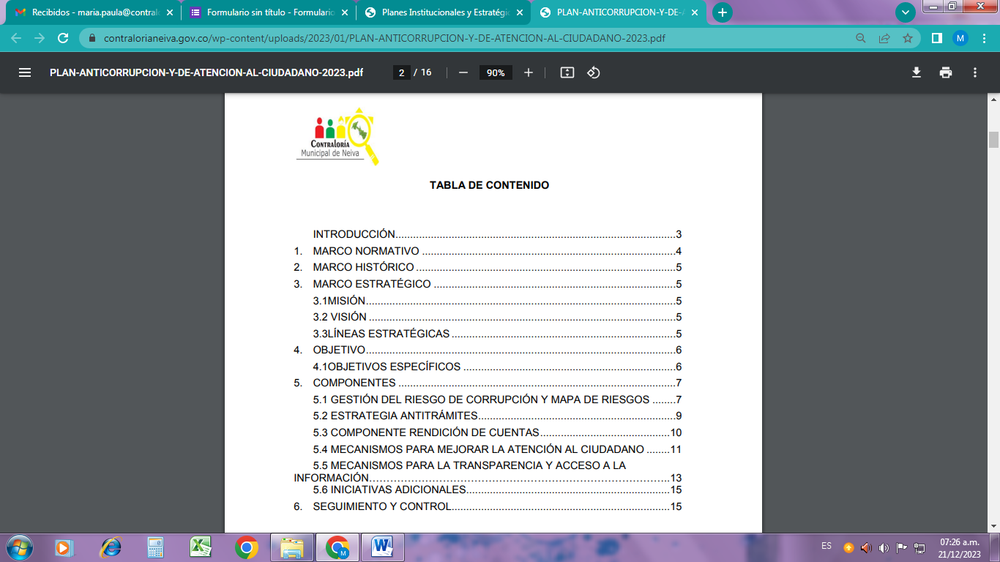 Recibidos - maria.paula@contralo
Formulario sin título - Formulario
Planes Institucionales y Estratégic
PLAN-ANTICORRUPCION-Y-DE-A
contralorianeiva.gov.co/wp-content/uploads/2023/01/PLAN-ANTICORRUPCION-Y-DE-ATENCION-AL-CIUDADANO-2023.pdf
M
PLAN-ANTICORRUPCION-Y-DE-ATENCION-AL-CIUDADANO-2023.pdf
2 / 16
90%
CONTRALORÍA
Municipal de Neiva
TABLA DE CONTENIDO
INTRODUCCIÓN.............................................................................................3
1. MARCO NORMATIVO .....................................................................................4
2. MARCO HISTÓRICO .......................................................................................5
3. MARCO ESTRATÉGICO .................................................................................5
3.1MISIÓN.......................................................................................................5
3.2 VISIÓN ......................................................................................................5
3.3LÍNEAS ESTRATÉGICAS ...........................................................................5
4. OBJETIVO.......................................................................................................6
4.1OBJETIVOS ESPECÍFICOS .......................................................................6
5. COMPONENTES .............................................................................................7
5.1 GESTIÓN DEL RIESGO DE CORRUPCIÓN Y MAPA DE RIESGOS ........7
5.2 ESTRATEGIA ANTITRÁMITES..................................................................9
5.3 COMPONENTE RENDICIÓN DE CUENTAS...........................................10
5.4 MECANISMOS PARA MEJORAR LA ATENCIÓN AL CIUDADANO ........11
5.5 MECANISMOS PARA LA TRANSPARENCIA Y ACCESO A LA
INFORMACIÓN……………………………………………………………………..13
5.6 INICIATIVAS ADICIONALES....................................................................15
6. SEGUIMIENTO Y CONTROL.........................................................................15
ES
07:26 a.m.
21/12/2023